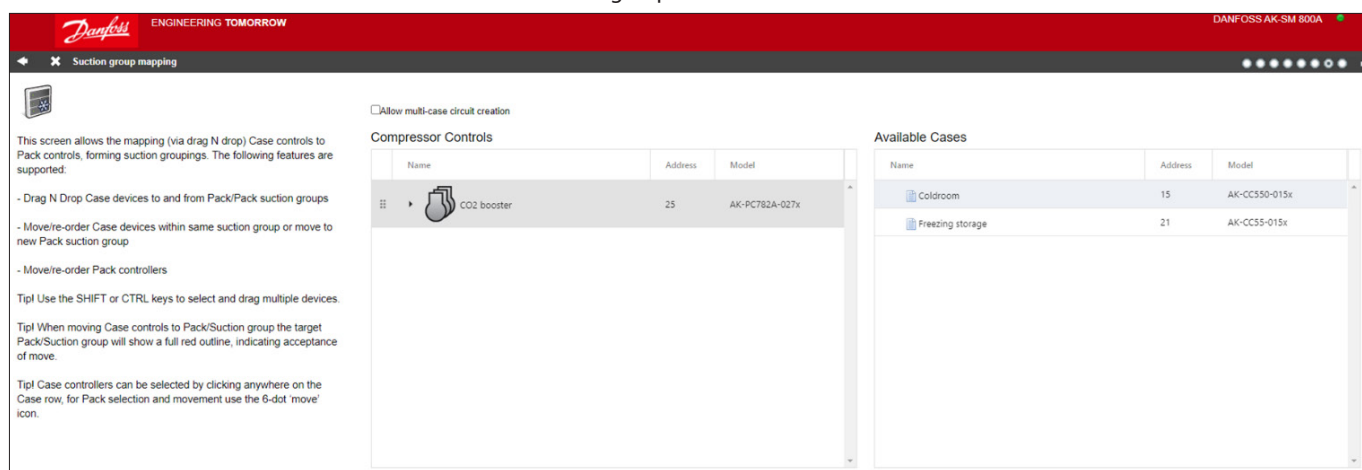 Danfoss
ENGINEERING TOMORROW
DANFOSS AK-SM 800A
Suction group mapping
This screen allows the mapping (via drag N drop) Case controls to
Pack controls, forming suction groupings. The following features are
supported:
- Drag N Drop Case devices to and from Pack/Pack suction groups
- Move/re-order Case devices within same suction group or move to
new Pack suction group
- Move/re-order Pack controllers
Tip! Use the SHIFT or CTRL keys to select and drag multiple devices.
Tip! When moving Case controls to Pack/Suction group the target
Pack/Suction group will show a full red outline, indicating acceptance
of move.
Tip! Case controllers can be selected by clicking anywhere on the
Case row, for Pack selection and movement use the 6-dot 'move'
icon.
Allow multi-case circuit creation
Compressor Controls
Name Address Model
CO2 booster 25 AK-PC782A-027x
Available Cases
Name Address Model
Coldroom 15 AK-CC550-015x
Freezing storage 21 AK-CC55-015x